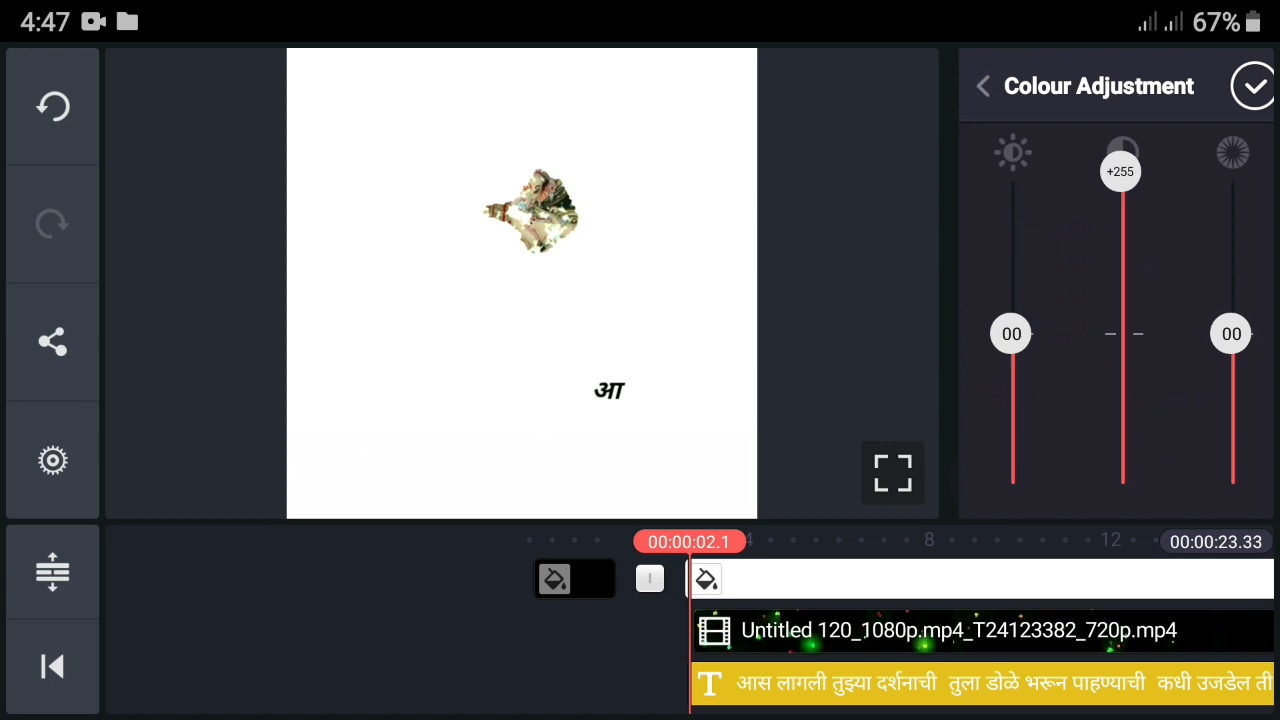 4:47
67%
Colour Adjustment
+255
00
00
आ
00:00:02.1
4
8
12
00:00:23.33
Untitled 120_1080p.mp4_T24123382_720p.mp4
T
आस लागली तुझ्या दर्शनाची तुला डोळे भरून पाहण्याची कधी उजडेल ती